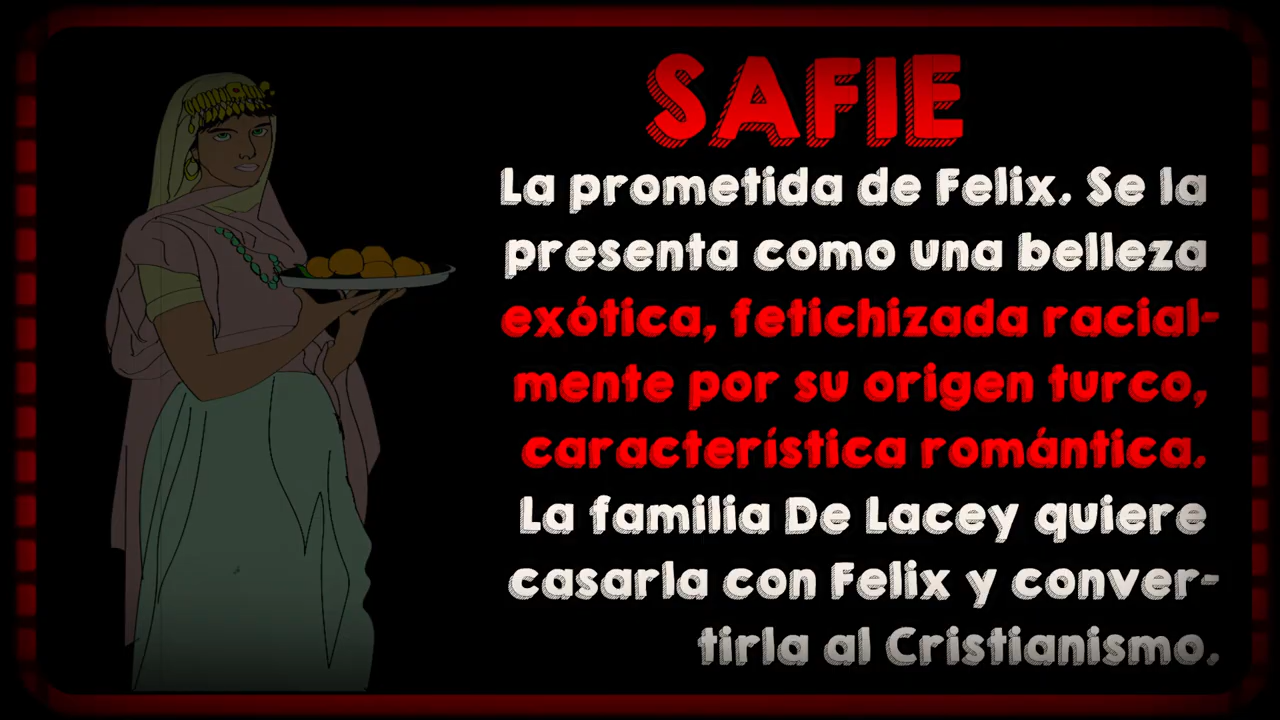 SAFIE
La prometida de Felix. Se la
presenta como una belleza
exótica, fetichizada racial-
mente por su origen turco,
característica romántica.
La familia De Lacey quiere
casarla con Felix y conver-
tirla al Cristianismo.